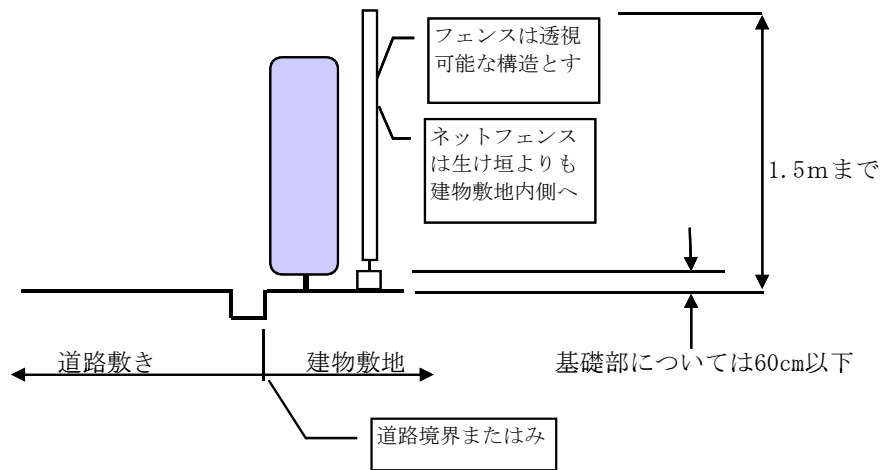 フェンスは透視
可能な構造とす
ネットフェンス
は生け垣よりも
建物敷地内側へ
1.5mまで
道路敷き
建物敷地
基礎部については60cm以下
道路境界またはみ